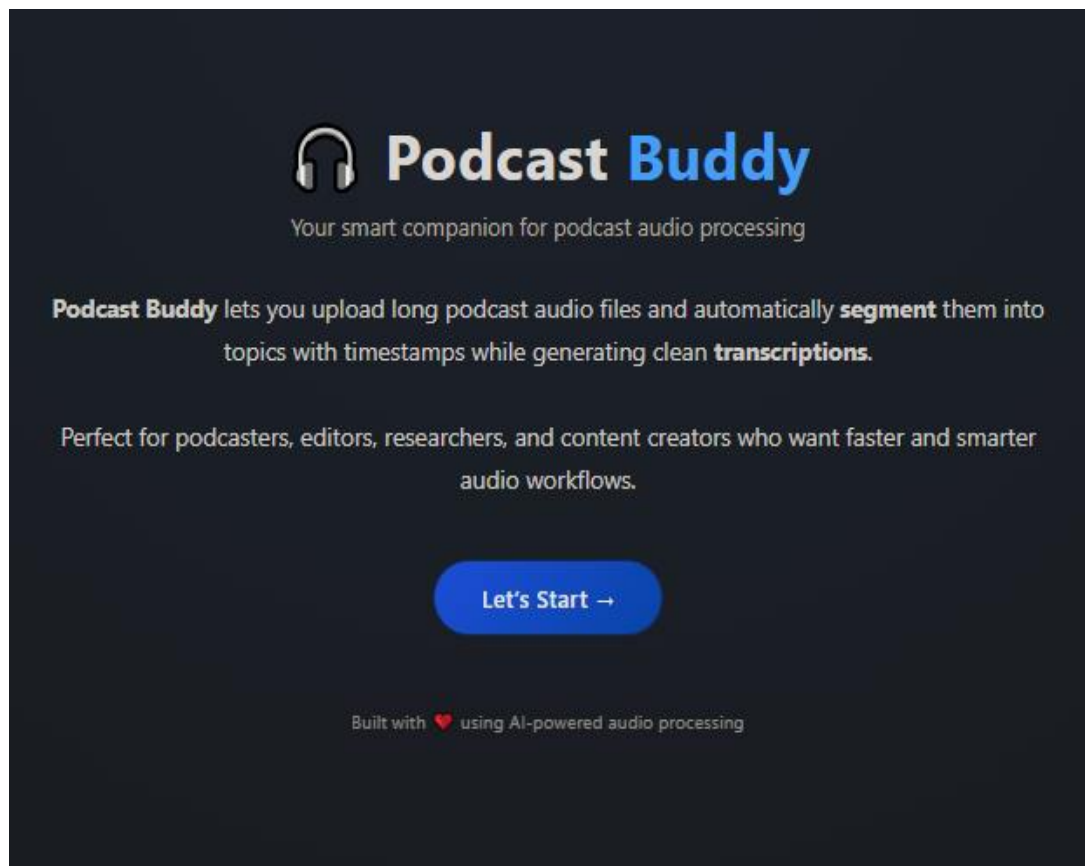 Podcast Buddy
Your smart companion for podcast audio processing
Podcast Buddy lets you upload long podcast audio files and automatically segment them into
topics with timestamps while generating clean transcriptions.
Perfect for podcasters, editors, researchers, and content creators who want faster and smarter
audio workflows.
Let's Start →
Built with ❤ using AI-powered audio processing